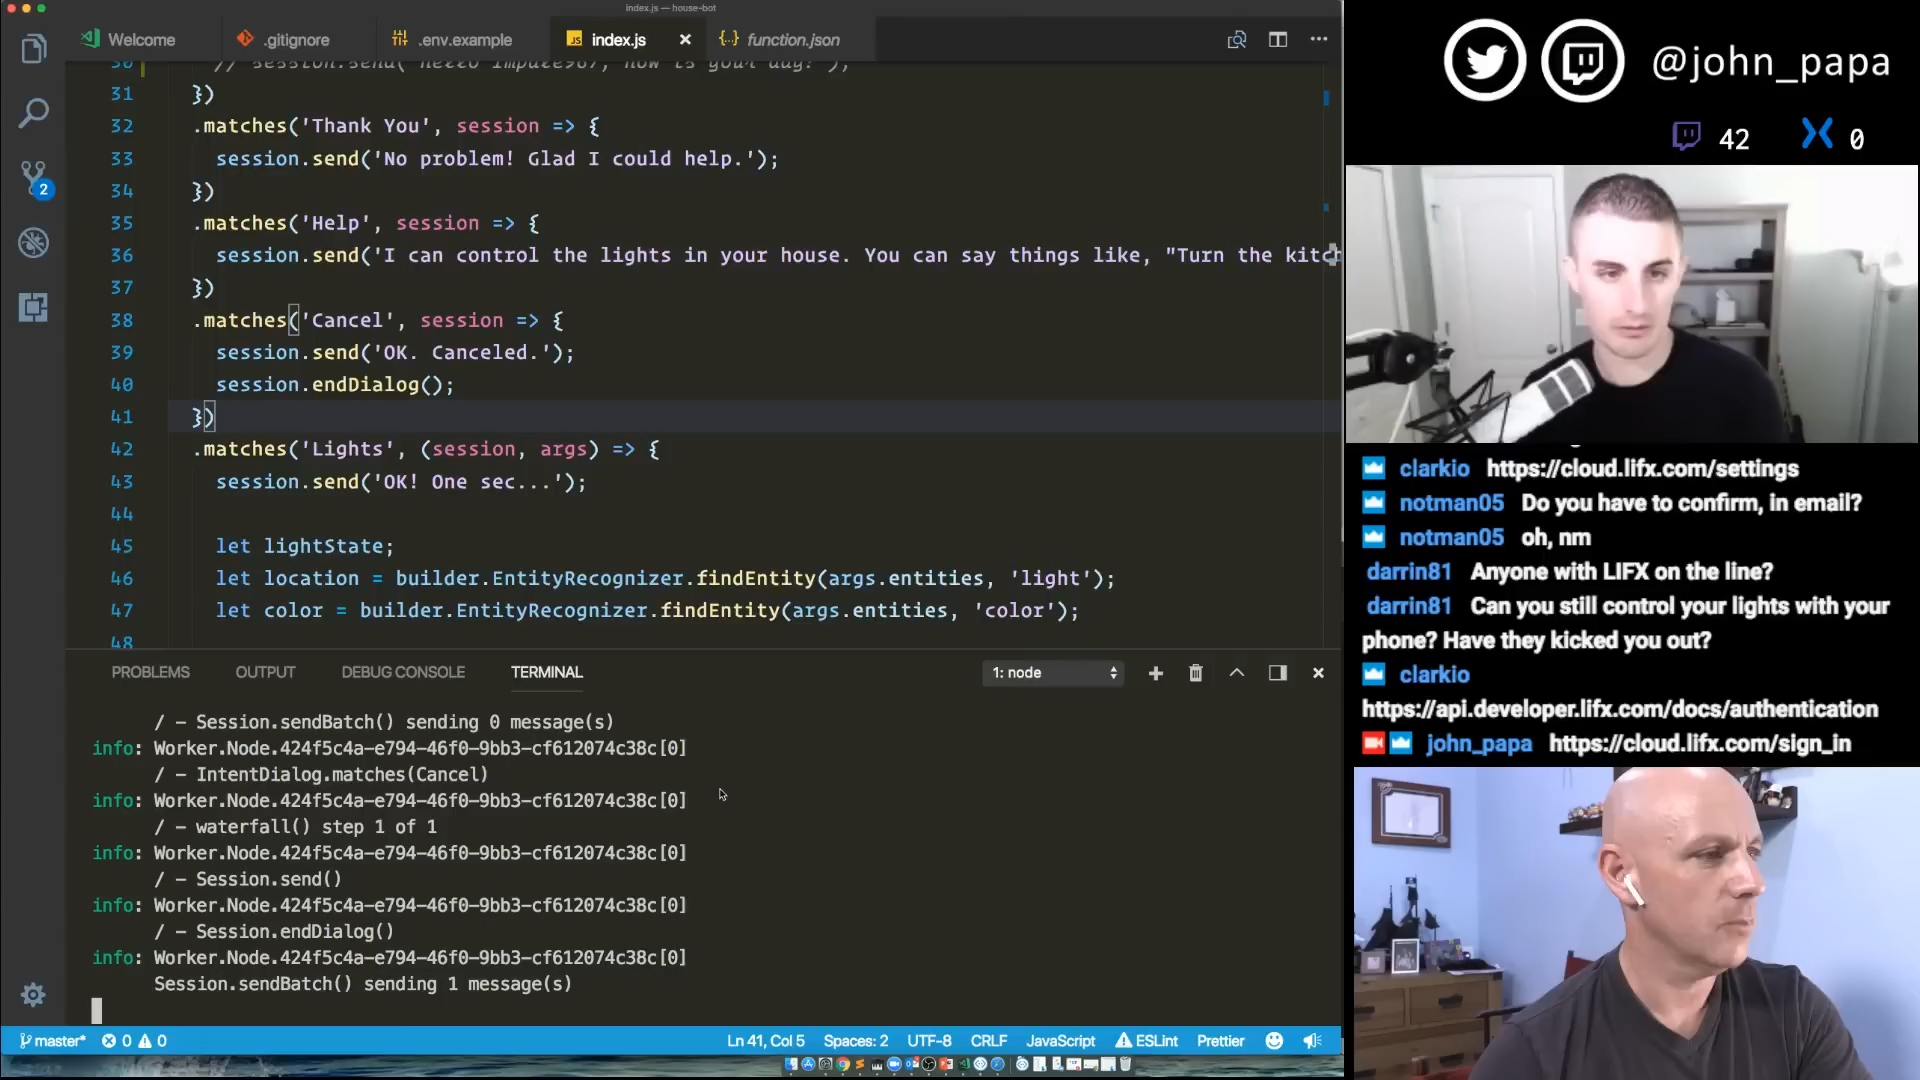 index.js — house-bot
Welcome
.gitignore
.env.example
index.js
function.json
30 // session.send('Hello impulse967, how is your day?');
31 })
32 .matches('Thank You', session => {
33 session.send('No problem! Glad I could help.');
34 })
35 .matches('Help', session => {
36 session.send('I can control the lights in your house. You can say things like, "Turn the kitc
37 })
38 .matches('Cancel', session => {
39 session.send('OK. Canceled.');
40 session.endDialog();
41 })
42 .matches('Lights', (session, args) => {
43 session.send('OK! One sec...');
44
45 let lightState;
46 let location = builder.EntityRecognizer.findEntity(args.entities, 'light');
47 let color = builder.EntityRecognizer.findEntity(args.entities, 'color');
48
2
PROBLEMS OUTPUT DEBUG CONSOLE TERMINAL 1: node
/ – Session.sendBatch() sending 0 message(s)
info: Worker.Node.424f5c4a-e794-46f0-9bb3-cf612074c38c[0]
/ – IntentDialog.matches(Cancel)
info: Worker.Node.424f5c4a-e794-46f0-9bb3-cf612074c38c[0]
/ – waterfall() step 1 of 1
info: Worker.Node.424f5c4a-e794-46f0-9bb3-cf612074c38c[0]
/ – Session.send()
info: Worker.Node.424f5c4a-e794-46f0-9bb3-cf612074c38c[0]
/ – Session.endDialog()
info: Worker.Node.424f5c4a-e794-46f0-9bb3-cf612074c38c[0]
Session.sendBatch() sending 1 message(s)
master* 0 0 Ln 41, Col 5 Spaces: 2 UTF-8 CRLF JavaScript ESLint Prettier
@john_papa
42 0
clarkio https://cloud.lifx.com/settings
notman05 Do you have to confirm, in email?
notman05 oh, nm
darrin81 Anyone with LIFX on the line?
darrin81 Can you still control your lights with your
phone? Have they kicked you out?
clarkio
https://api.developer.lifx.com/docs/authentication
john_papa https://cloud.lifx.com/sign_in